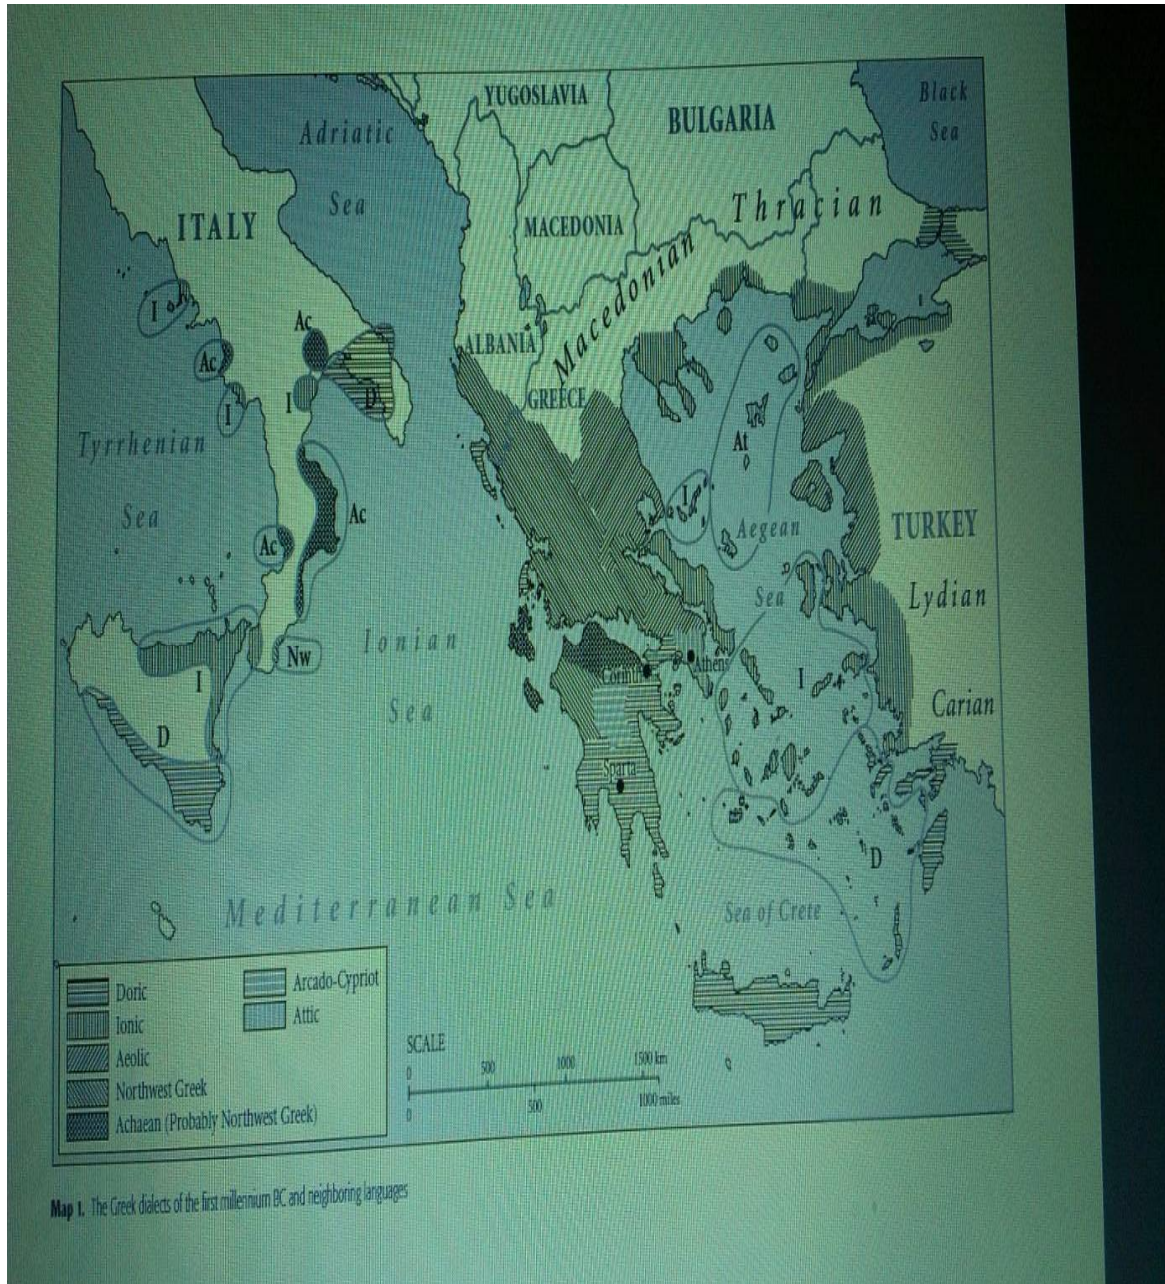 YUGOSLAVIA
Black
Sea
BULGARIA
Adriatic
Sea
Thracian
ITALY
MACEDONIA
Macedonian
I
Ac
ALBANIA
Ac
GREECE
I
I
D
Tyrrhenian
Sea
At
I
Aegean
Sea
Ac
Ac
TURKEY
Lydian
Ionian
Sea
Nw
Athens
Corinth
I
I
Carian
D
Sparta
D
Mediterranean Sea
Sea of Crete
Doric
Ionic
Aeolic
Northwest Greek
Achaean (Probably Northwest Greek)
Arcado-Cypriot
Attic
SCALE
0 500 1000 1500 km
0 500 1000 miles
Map 1. The Greek dialects of the first millennium BC and neighboring languages